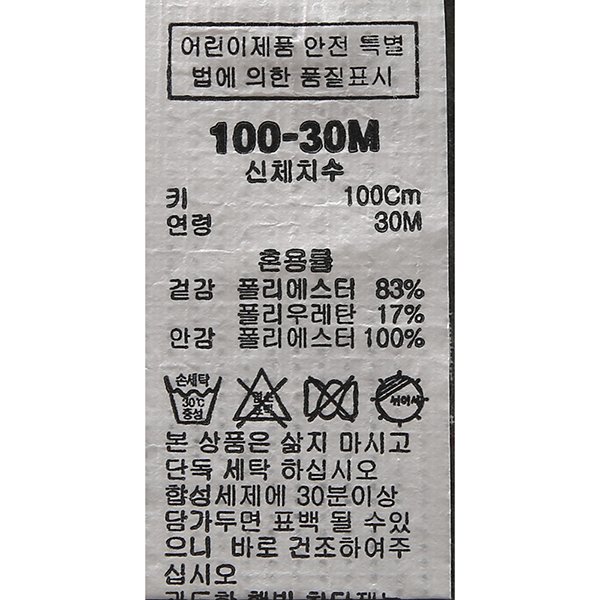 어린이제품 안전 특별
법에 의한 품질표시
100-30M
신체치수
키 100Cm
연령 30M
혼용률
겉감 폴리에스터 83%
폴리우레탄 17%
안감 폴리에스터 100%
손세탁
30℃
중성
본 상품은 삶지 마시고
단독 세탁 하십시오
합성세제에 30분이상
담가두면 표백 될 수있
으니 바로 건조하여주
십시오